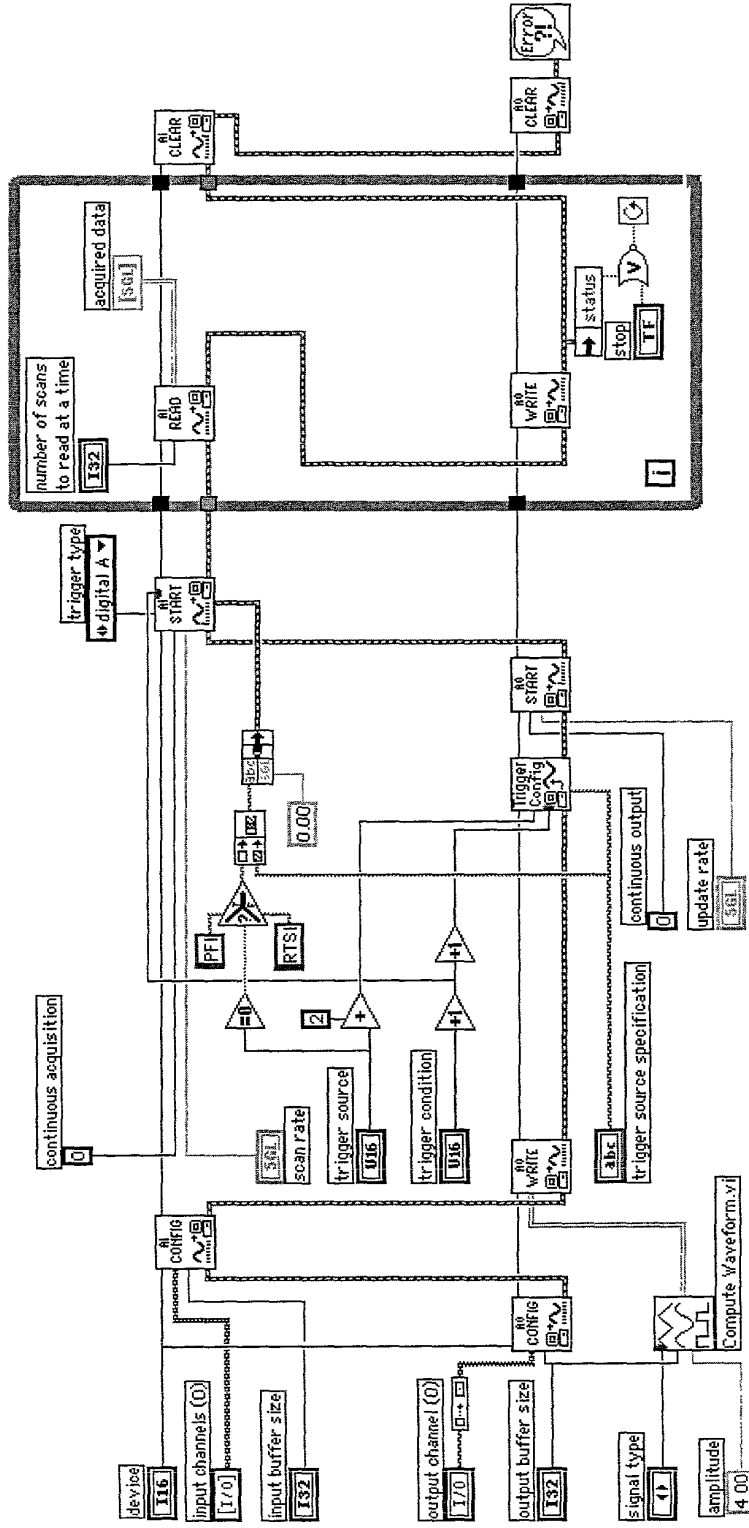 device
I16
input channels (0)
[I/0]
input buffer size
I32
output channel (0)
I/0
output buffer size
I32
signal type
amplitude
4.00
Compute Waveform.vi
AI
CONFIG
AO
CONFIG
AO
WRITE
continuous acquisition
0
SGL
scan rate
trigger source
U16
trigger condition
U16
abc
trigger source specification
=0
2
+
+1
+1
PFI
RTSI
?
T
F
abc
SGL
0.00
Trigger
Config
AO
START
continuous output
0
update rate
SGL
trigger type
digital A
AI
START
number of scans
to read at a time
I32
AI
READ
acquired data
[SGL]
AO
WRITE
status
stop
TF
V
i
AI
CLEAR
AO
CLEAR
Error
?!